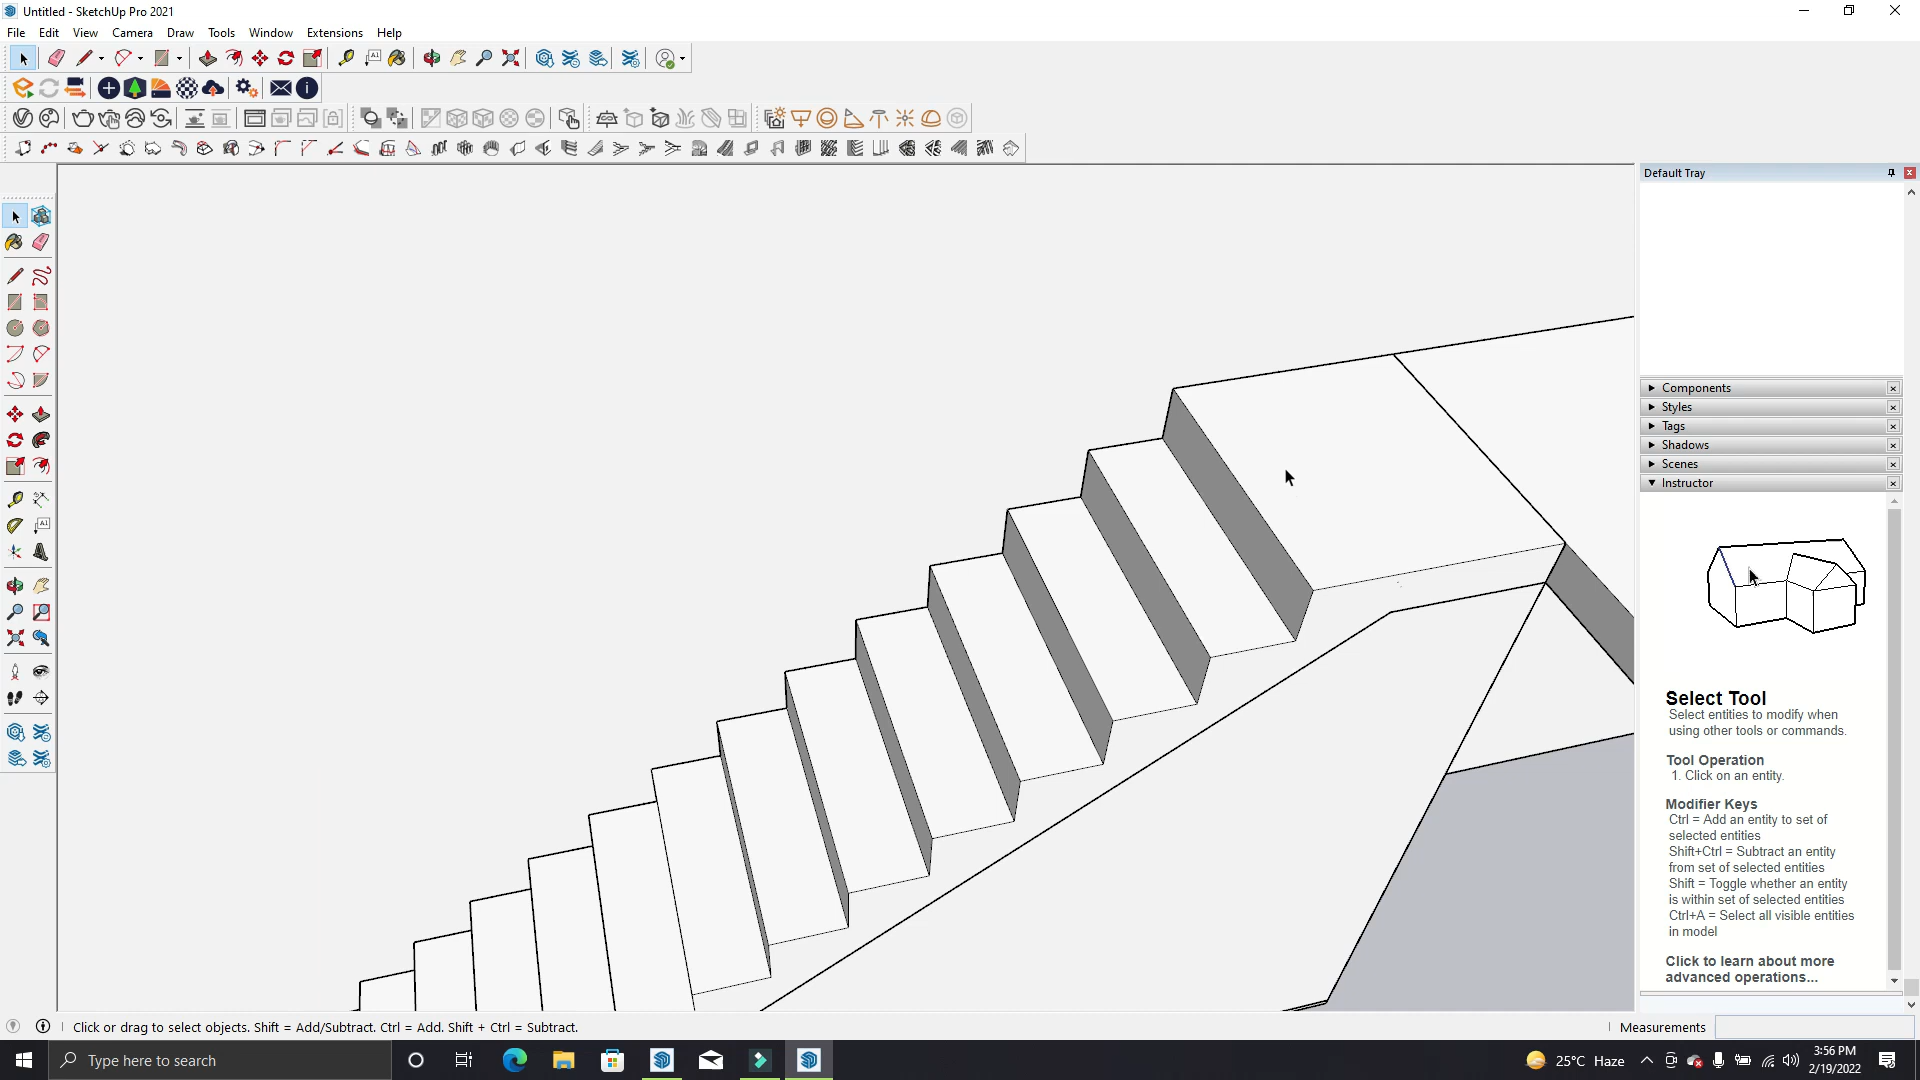 Untitled - SketchUp Pro 2021
File Edit View Camera Draw Tools Window Extensions Help
Default Tray
Components
Styles
Tags
Shadows
Scenes
Instructor
Select Tool
Select entities to modify when
using other tools or commands.
Tool Operation
1. Click on an entity.
Modifier Keys
Ctrl = Add an entity to set of
selected entities
Shift+Ctrl = Subtract an entity
from set of selected entities
Shift = Toggle whether an entity
is within set of selected entities
Ctrl+A = Select all visible entities
in model
Click to learn about more
advanced operations...
Click or drag to select objects. Shift = Add/Subtract. Ctrl = Add. Shift + Ctrl = Subtract.
Measurements
Type here to search
25°C Haze
3:56 PM
2/19/2022